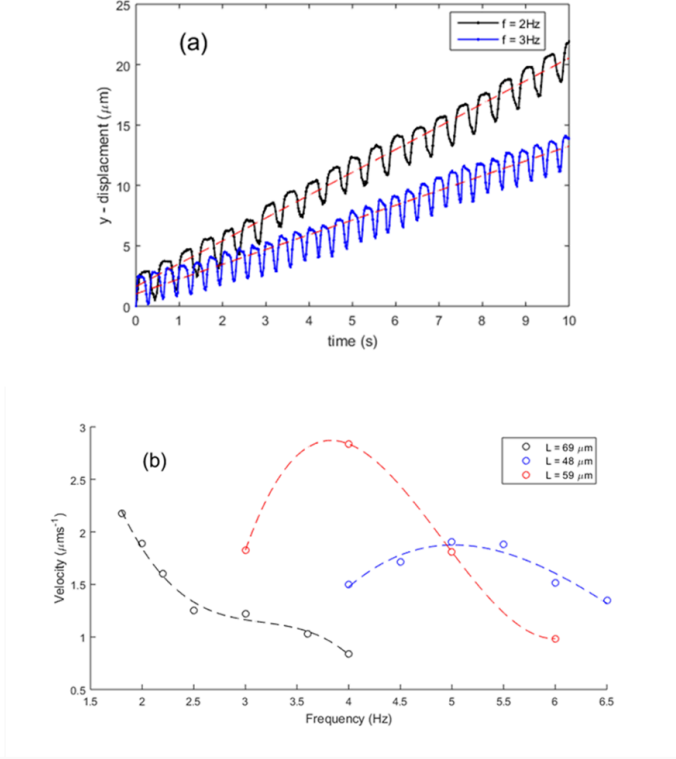 25
20
15
10
5
0
y - displacment (μm)
(a)
f = 2Hz
f = 3Hz
0 1 2 3 4 5 6 7 8 9 10
time (s)
3.5
3
2.5
2
1.5
1
0.5
Velocity (μms⁻¹)
(b)
L = 69 μm
L = 48 μm
L = 59 μm
1.5 2 2.5 3 3.5 4 4.5 5 5.5 6 6.5
Frequency (Hz)